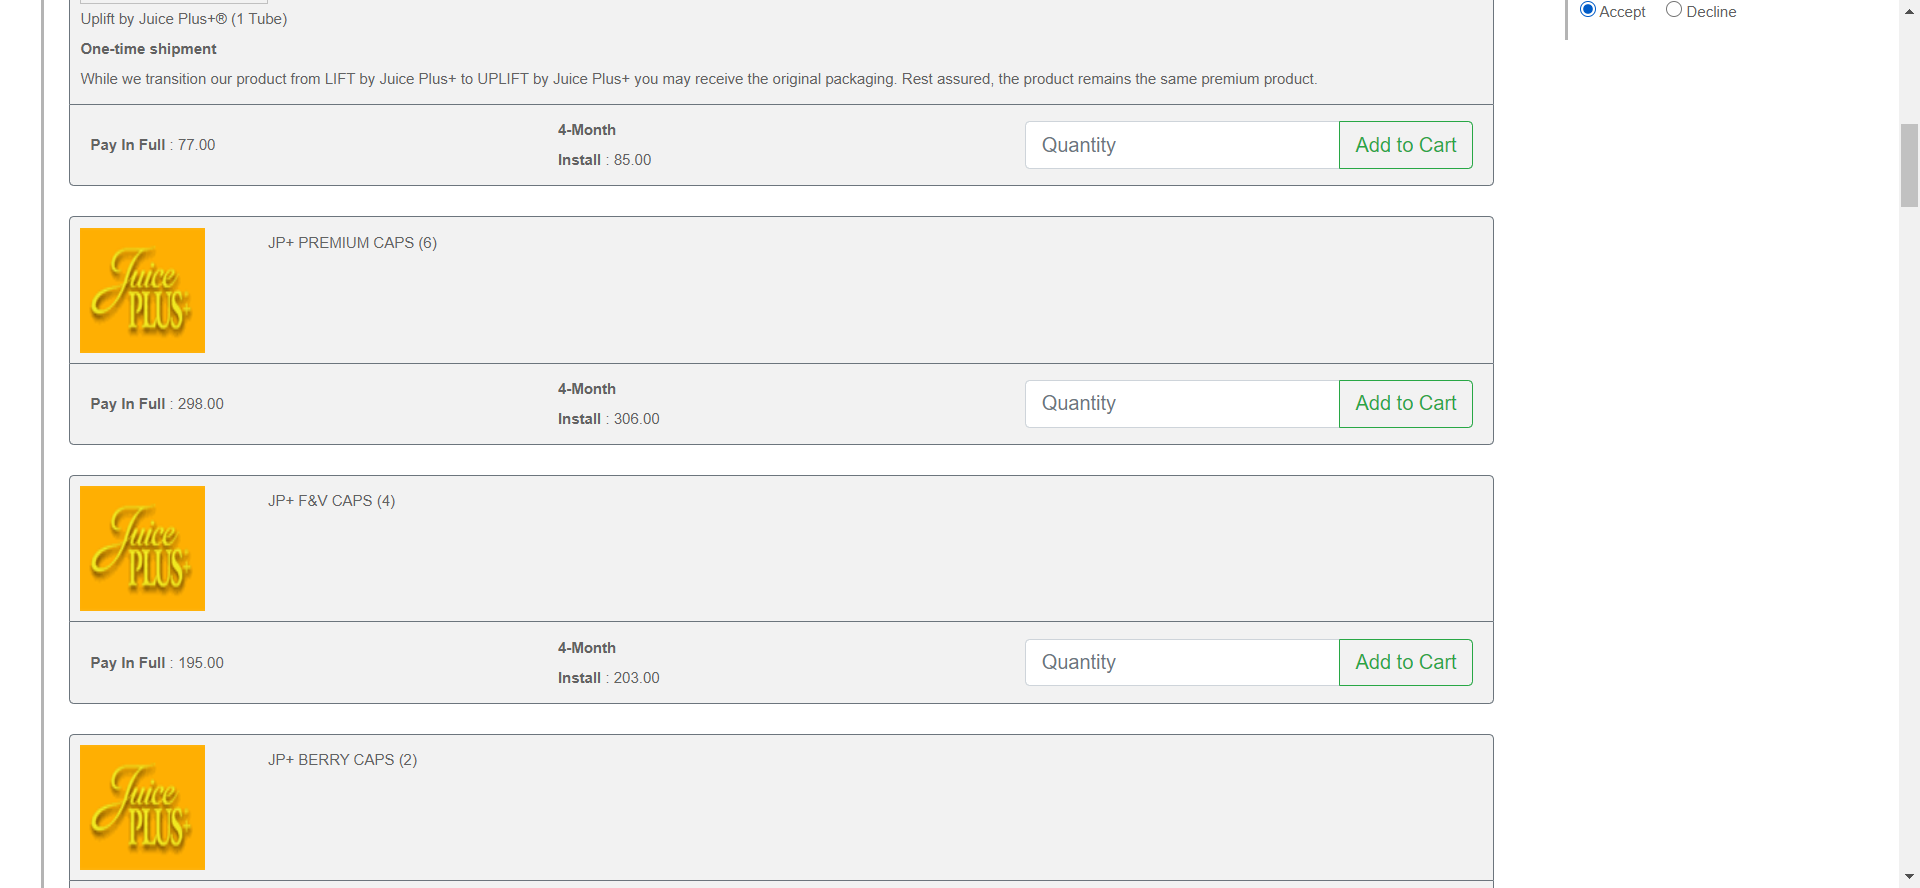 Accept Decline
Uplift by Juice Plus+® (1 Tube)
One-time shipment
While we transition our product from LIFT by Juice Plus+ to UPLIFT by Juice Plus+ you may receive the original packaging. Rest assured, the product remains the same premium product.
Pay In Full : 77.00
4-Month
Install : 85.00
Quantity
Add to Cart
Juice
PLUS+
JP+ PREMIUM CAPS (6)
Pay In Full : 298.00
4-Month
Install : 306.00
Quantity
Add to Cart
Juice
PLUS+
JP+ F&V CAPS (4)
Pay In Full : 195.00
4-Month
Install : 203.00
Quantity
Add to Cart
Juice
PLUS+
JP+ BERRY CAPS (2)